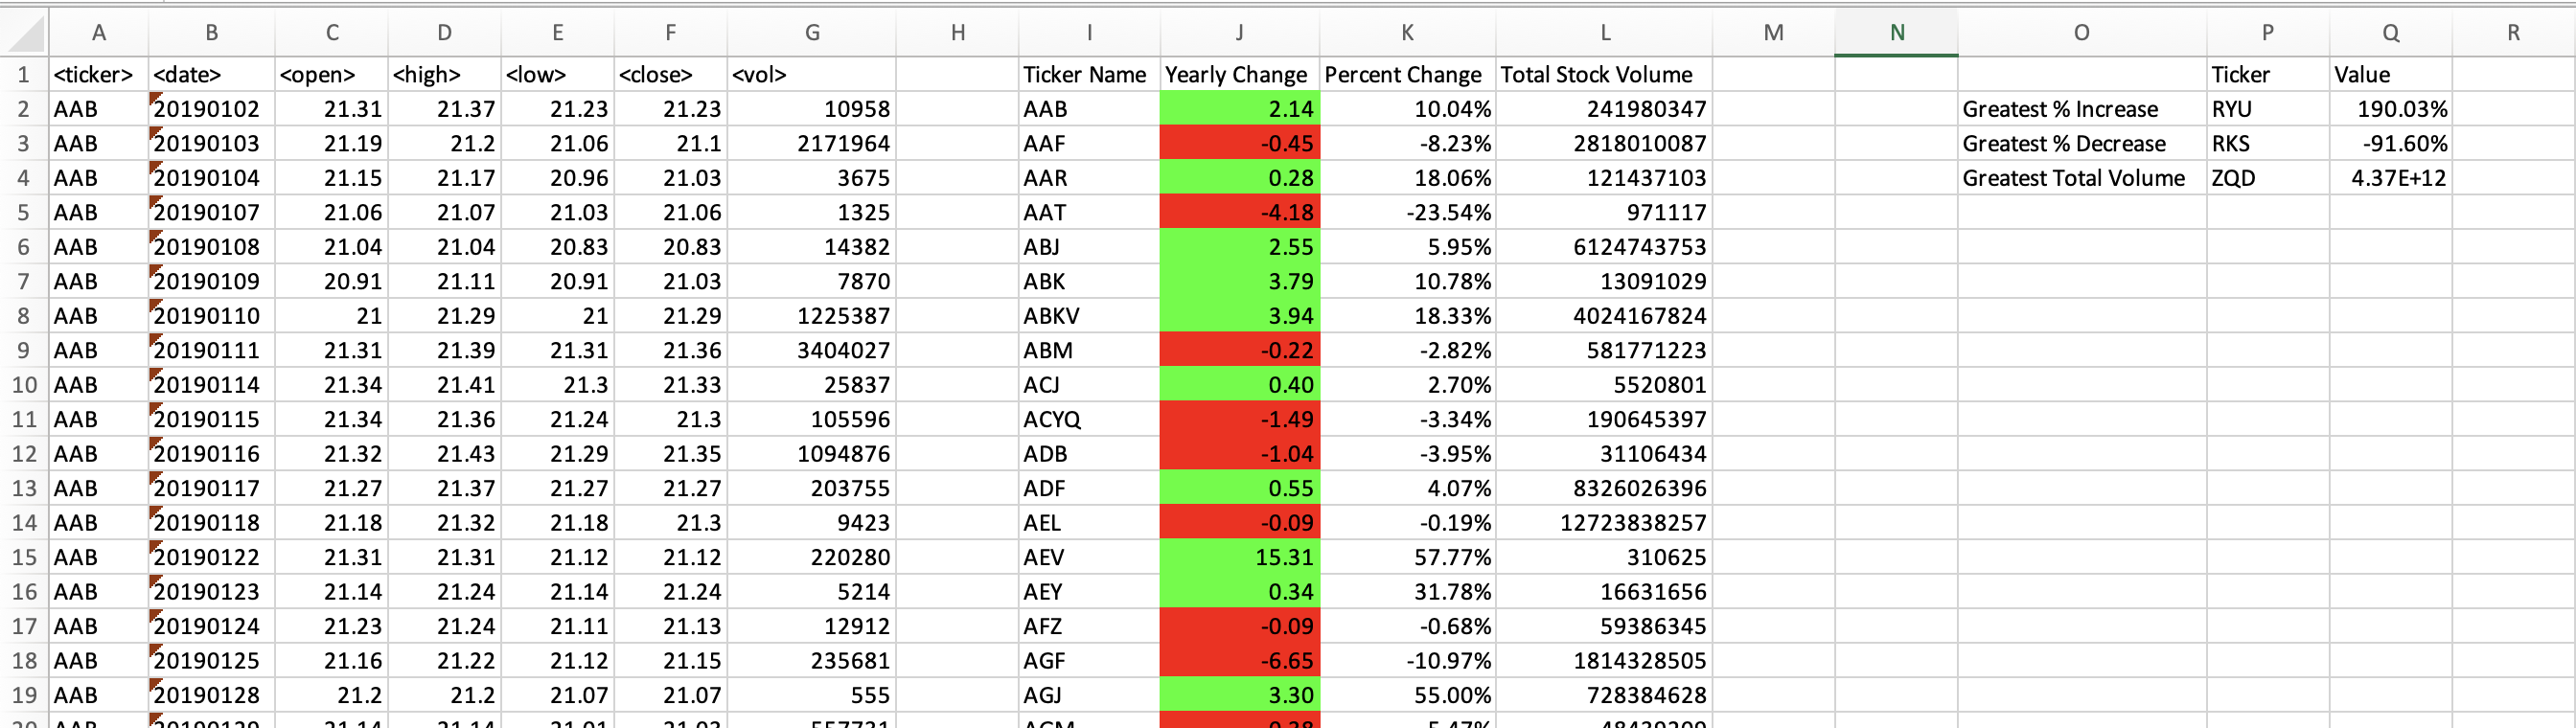 A B C D E F G H I J K L M N O P Q R
1 <ticker> <date> <open> <high> <low> <close> <vol> Ticker Name Yearly Change Percent Change Total Stock Volume Ticker Value
2 AAB 20190102 21.31 21.37 21.23 21.23 10958 AAB 2.14 10.04% 241980347 Greatest % Increase RYU 190.03%
3 AAB 20190103 21.19 21.2 21.06 21.1 2171964 AAF -0.45 -8.23% 2818010087 Greatest % Decrease RKS -91.60%
4 AAB 20190104 21.15 21.17 20.96 21.03 3675 AAR 0.28 18.06% 121437103 Greatest Total Volume ZQD 4.37E+12
5 AAB 20190107 21.06 21.07 21.03 21.06 1325 AAT -4.18 -23.54% 971117
6 AAB 20190108 21.04 21.04 20.83 20.83 14382 ABJ 2.55 5.95% 6124743753
7 AAB 20190109 20.91 21.11 20.91 21.03 7870 ABK 3.79 10.78% 13091029
8 AAB 20190110 21 21.29 21 21.29 1225387 ABKV 3.94 18.33% 4024167824
9 AAB 20190111 21.31 21.39 21.31 21.36 3404027 ABM -0.22 -2.82% 581771223
10 AAB 20190114 21.34 21.41 21.3 21.33 25837 ACJ 0.40 2.70% 5520801
11 AAB 20190115 21.34 21.36 21.24 21.3 105596 ACYQ -1.49 -3.34% 190645397
12 AAB 20190116 21.32 21.43 21.29 21.35 1094876 ADB -1.04 -3.95% 31106434
13 AAB 20190117 21.27 21.37 21.27 21.27 203755 ADF 0.55 4.07% 8326026396
14 AAB 20190118 21.18 21.32 21.18 21.3 9423 AEL -0.09 -0.19% 12723838257
15 AAB 20190122 21.31 21.31 21.12 21.12 220280 AEV 15.31 57.77% 310625
16 AAB 20190123 21.14 21.24 21.14 21.24 5214 AEY 0.34 31.78% 16631656
17 AAB 20190124 21.23 21.24 21.11 21.13 12912 AFZ -0.09 -0.68% 59386345
18 AAB 20190125 21.16 21.22 21.12 21.15 235681 AGF -6.65 -10.97% 1814328505
19 AAB 20190128 21.2 21.2 21.07 21.07 555 AGJ 3.30 55.00% 728384628